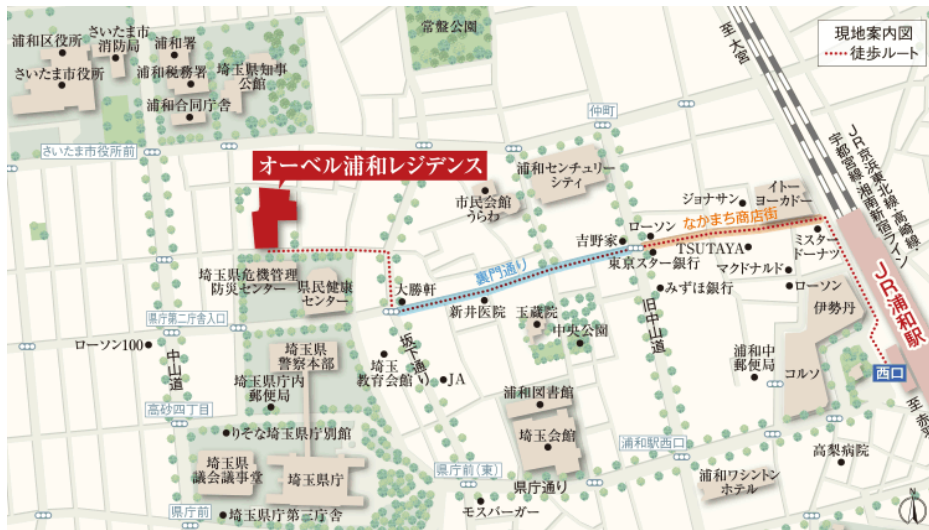 現地案内図
徒歩ルート
常盤公園
至大宮
浦和区役所
さいたま市
消防局
浦和署
さいたま市役所
浦和税務署
埼玉県知事
公館
浦和合同庁舎
さいたま市役所前
仲町
JR京浜東北線・高崎線・
宇都宮線・湘南新宿ライン
オーベル浦和レジデンス
浦和センチュリー
シティ
市民会館
うらわ
ジョナサン
イトー
ヨーカドー
なかまち商店街
ローソン
吉野家
TSUTAYA
ミスター
ドーナツ
東京スター銀行
マクドナルド
裏門通り
埼玉県危機管理
防災センター
県民健康
センター
大勝軒
みずほ銀行
ローソン
伊勢丹
JR浦和駅
新井医院
玉蔵院
中央公園
旧中山道
県庁第二庁舎入口
ローソン100
中山道
埼玉県
警察本部
坂下通り
埼玉
教育会館
JA
浦和中
郵便局
コルソ
西口
至赤羽
埼玉県庁内
郵便局
浦和図書館
高砂四丁目
りそな埼玉県庁別館
埼玉会館
浦和駅西口
高梨病院
埼玉県
議会議事堂
埼玉県庁
県庁前(東)
県庁通り
浦和ワシントン
ホテル
県庁前
埼玉県庁第二庁舎
モスバーガー
N